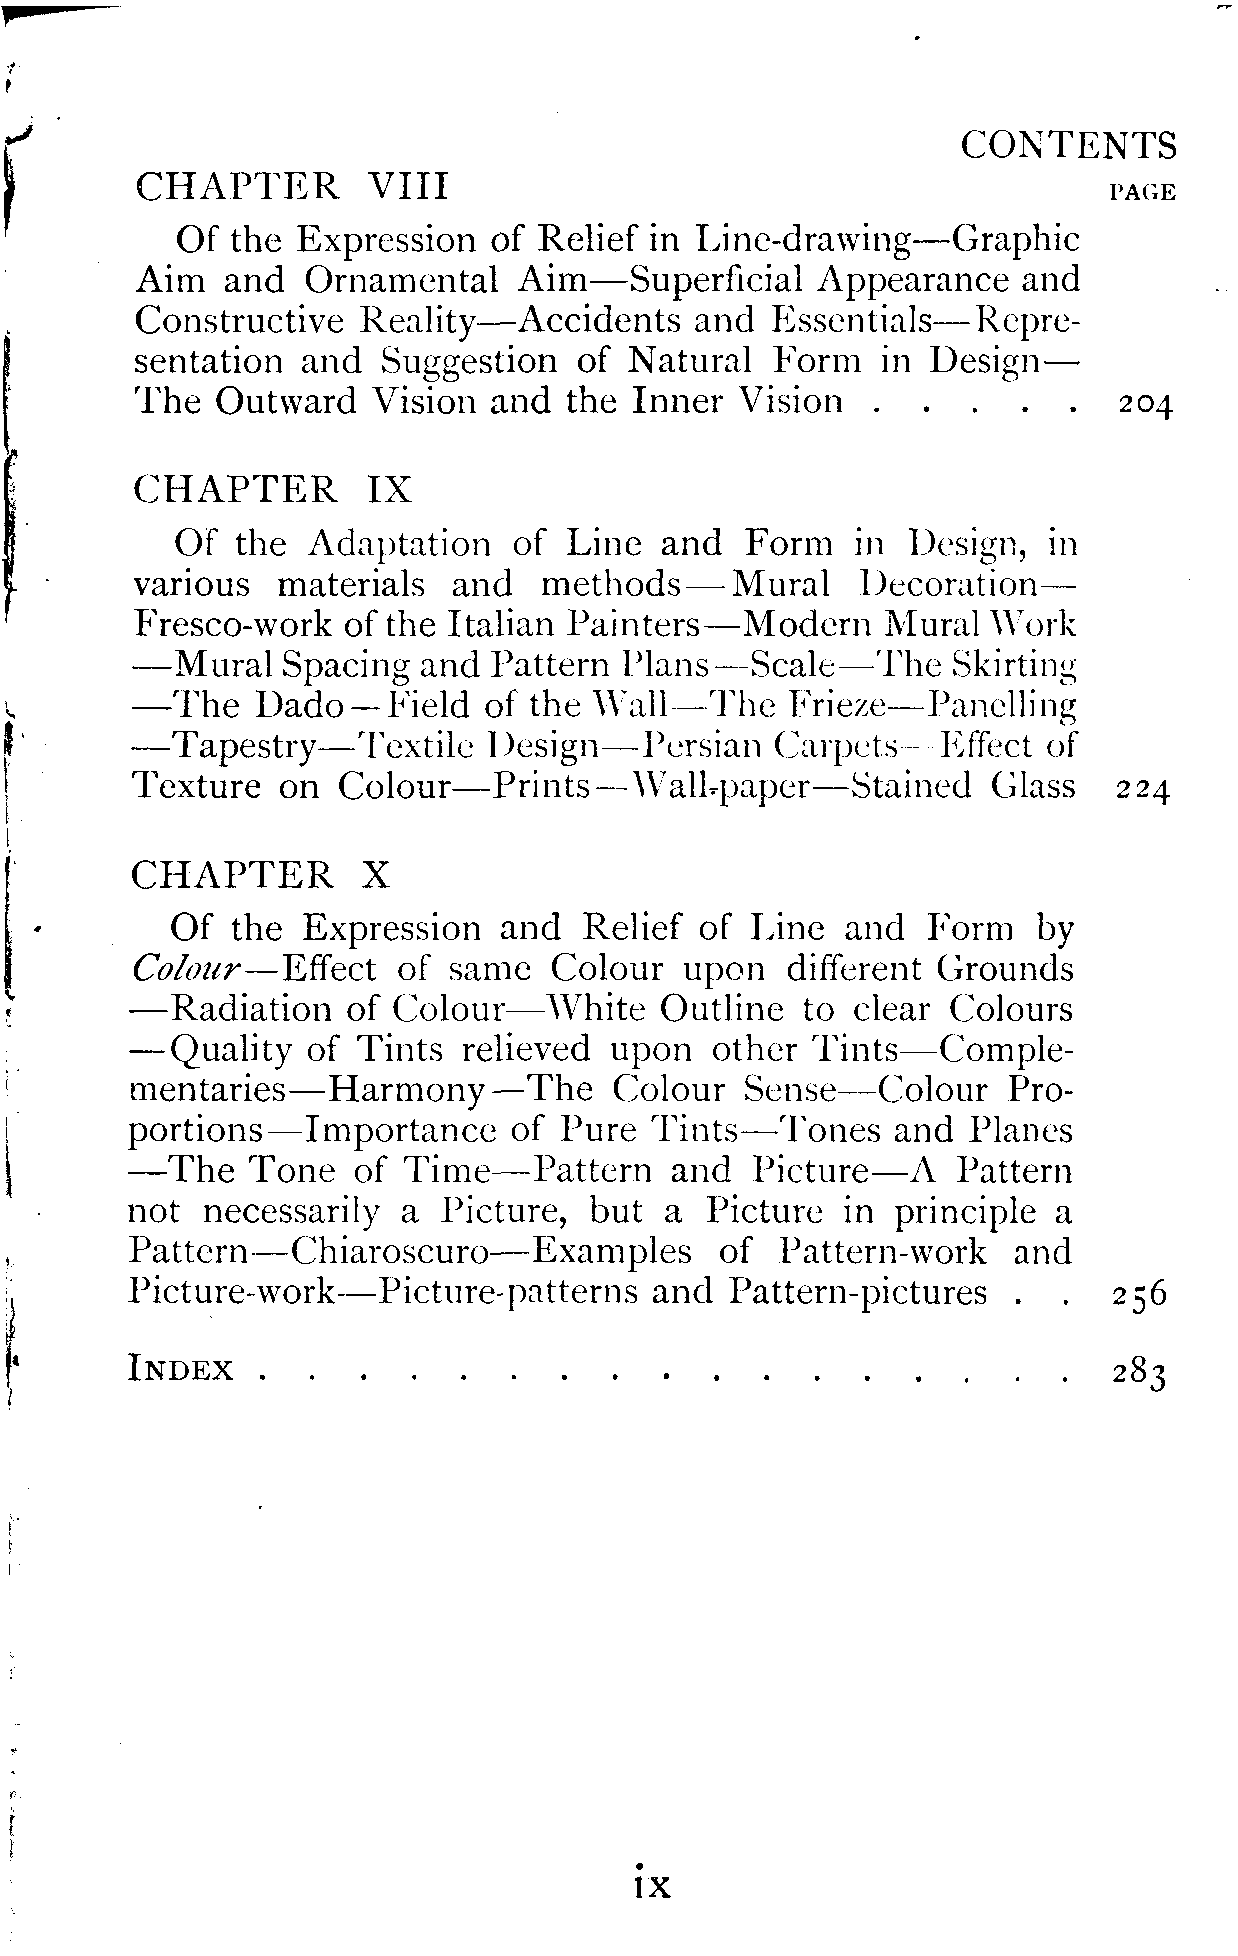 CONTENTS
CHAPTER VIII PAGE
Of the Expression of Relief in Line-drawing—Graphic
Aim and Ornamental Aim—Superficial Appearance and
Constructive Reality—Accidents and Essentials—Repre-
sentation and Suggestion of Natural Form in Design—
The Outward Vision and the Inner Vision . . . . . 204
CHAPTER IX
Of the Adaptation of Line and Form in Design, in
various materials and methods—Mural Decoration—
Fresco-work of the Italian Painters—Modern Mural Work
—Mural Spacing and Pattern Plans—Scale—The Skirting
—The Dado—Field of the Wall—The Frieze—Panelling
—Tapestry—Textile Design—Persian Carpets—Effect of
Texture on Colour—Prints—Wall-paper—Stained Glass 224
CHAPTER X
Of the Expression and Relief of Line and Form by
Colour—Effect of same Colour upon different Grounds
—Radiation of Colour—White Outline to clear Colours
—Quality of Tints relieved upon other Tints—Comple-
mentaries—Harmony—The Colour Sense—Colour Pro-
portions—Importance of Pure Tints—Tones and Planes
—The Tone of Time—Pattern and Picture—A Pattern
not necessarily a Picture, but a Picture in principle a
Pattern—Chiaroscuro—Examples of Pattern-work and
Picture-work—Picture-patterns and Pattern-pictures . . 256
INDEX . . . . . . . . . . . . . . . . . 283
ix